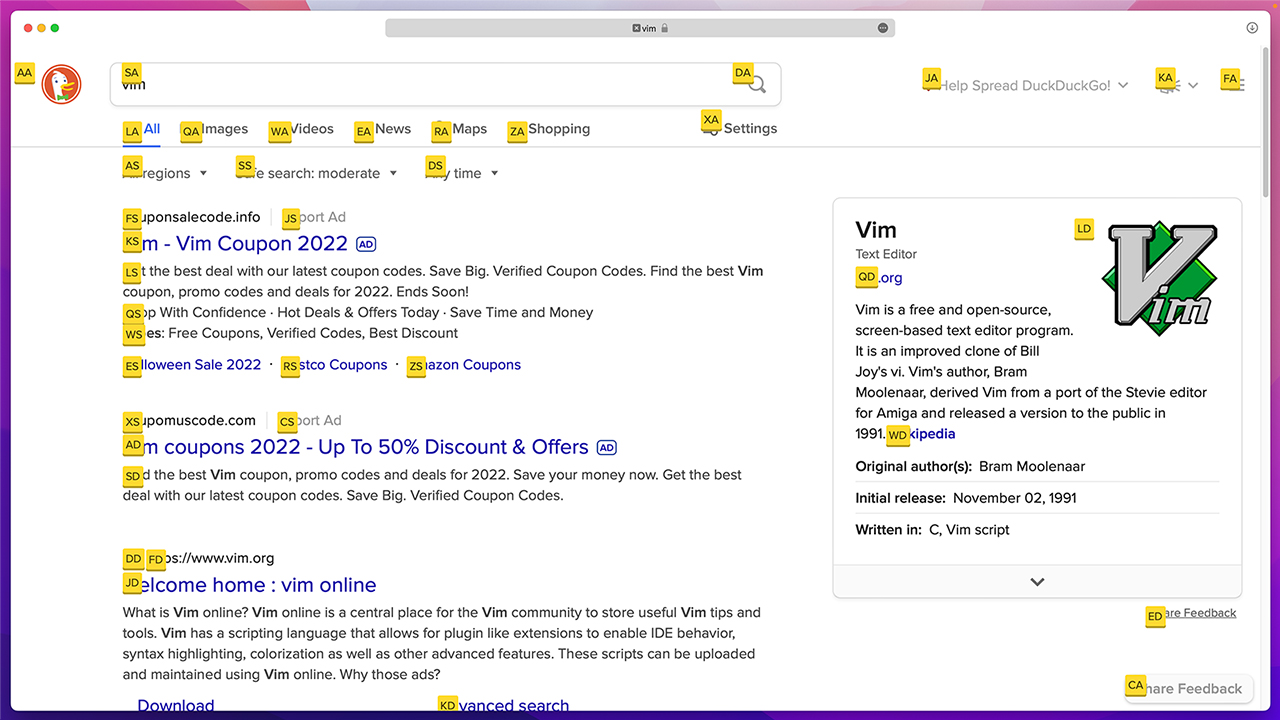 vim
AA
SA
vim
DA
JA Help Spread DuckDuckGo!
KA
FA
LA All
QA Images
WA Videos
EA News
RA Maps
ZA Shopping
XA Settings
AS regions
SS safe search: moderate
DS Any time
FS uponsalecode.info
JS port Ad
KS m - Vim Coupon 2022 AD
LS t the best deal with our latest coupon codes. Save Big. Verified Coupon Codes. Find the best Vim
coupon, promo codes and deals for 2022. Ends Soon!
QS op With Confidence · Hot Deals & Offers Today · Save Time and Money
WS es: Free Coupons, Verified Codes, Best Discount
ES lloween Sale 2022 · RS stco Coupons · ZS azon Coupons
XS upomuscode.com
CS port Ad
AD m coupons 2022 - Up To 50% Discount & Offers AD
SD d the best Vim coupon, promo codes and deals for 2022. Save your money now. Get the best
deal with our latest coupon codes. Save Big. Verified Coupon Codes.
DD FD ps://www.vim.org
JD elcome home : vim online
What is Vim online? Vim online is a central place for the Vim community to store useful Vim tips and
tools. Vim has a scripting language that allows for plugin like extensions to enable IDE behavior,
syntax highlighting, colorization as well as other advanced features. These scripts can be uploaded
and maintained using Vim online. Why those ads?
Download
KD vanced search
Vim
LD
Vim
Text Editor
QD .org
Vim is a free and open-source,
screen-based text editor program.
It is an improved clone of Bill
Joy's vi. Vim's author, Bram
Moolenaar, derived Vim from a port of the Stevie editor
for Amiga and released a version to the public in
1991. WD kipedia
Original author(s): Bram Moolenaar
Initial release: November 02, 1991
Written in: C, Vim script
ED are Feedback
CA hare Feedback